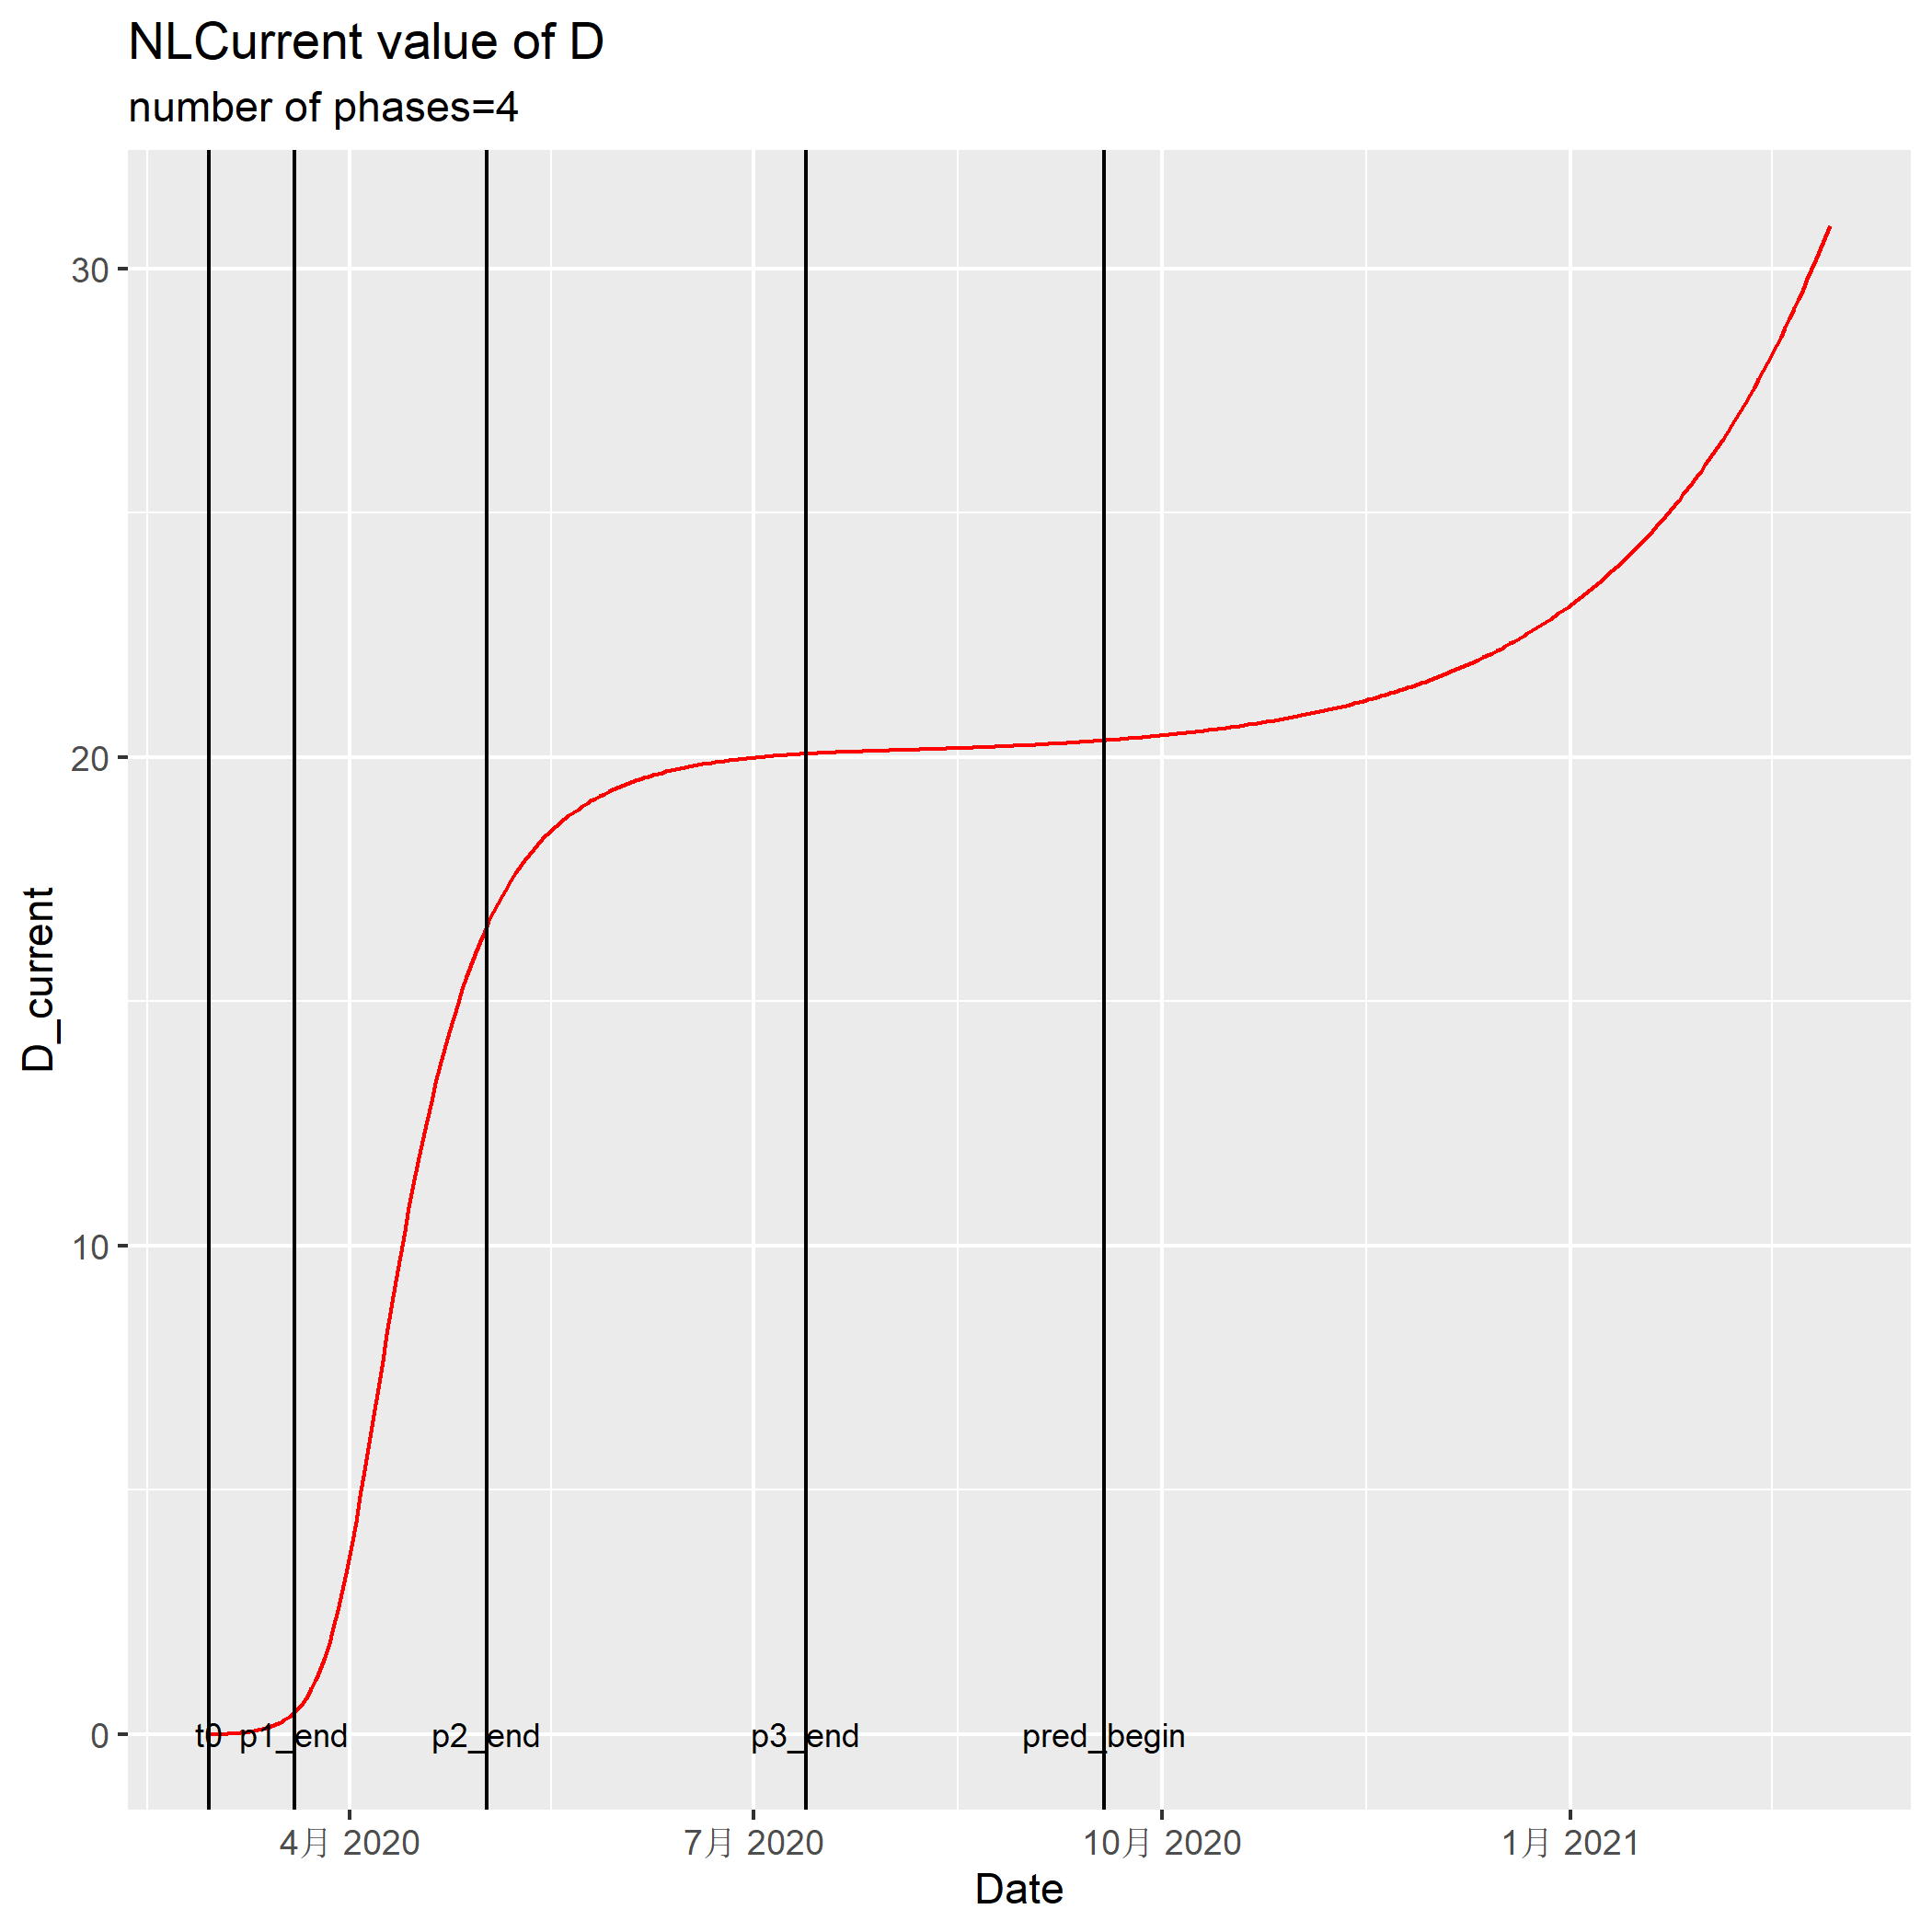 NLCurrent value of D
number of phases=4
30
20
10
0
D_current
t0 p1_end p2_end p3_end pred_begin
4月 2020 7月 2020 10月 2020 1月 2021
Date